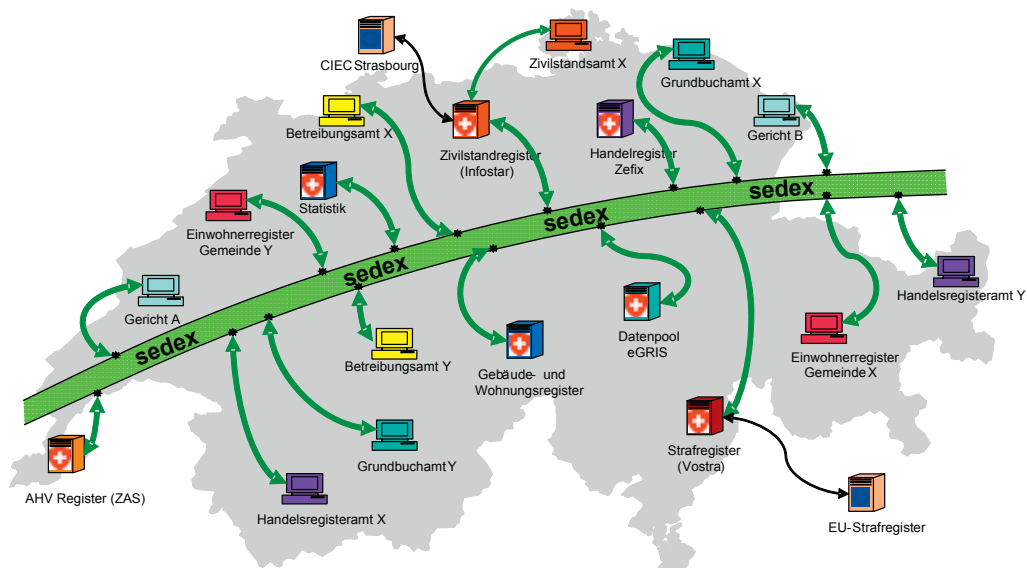 CIEC Strasbourg
Zivilstandsamt X
Grundbuchamt X
Betreibungsamt X
Zivilstandregister
(Infostar)
Handelregister
Zefix
Gericht B
Statistik
sedex
sedex
Einwohnerregister
Gemeinde Y
sedex
Handelsregisteramt Y
Gericht A
Datenpool
eGRIS
sedex
Betreibungsamt Y
Gebäude- und
Wohnungsregister
Einwohnerregister
Gemeinde X
Grundbuchamt Y
Strafregister
(Vostra)
AHV Register (ZAS)
Handelsregisteramt X
EU-Strafregister